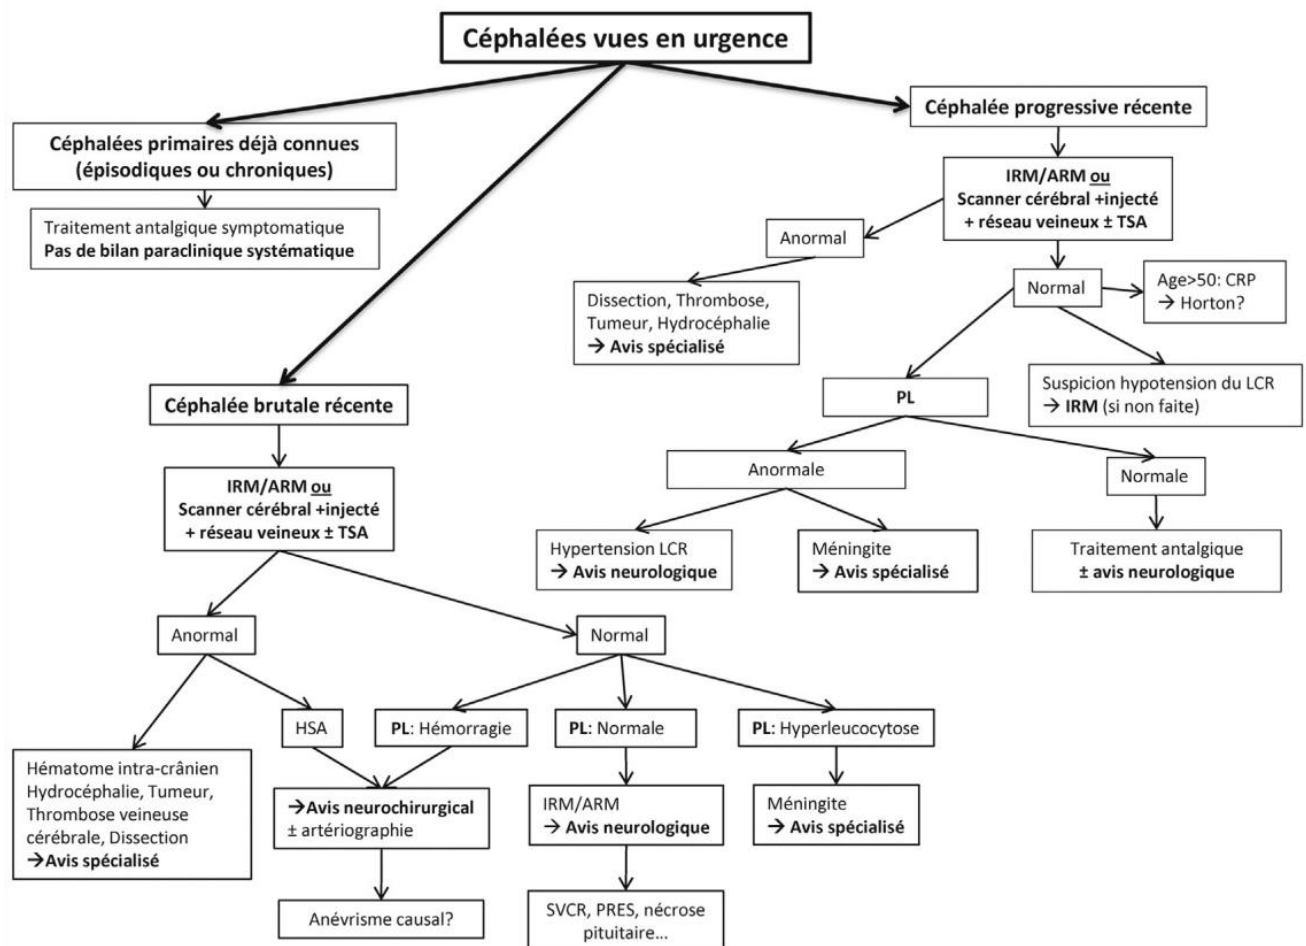 Céphalées vues en urgence
Céphalées primaires déjà connues
(épisodiques ou chroniques)
Traitement antalgique symptomatique
Pas de bilan paraclinique systématique
Céphalée progressive récente
IRM/ARM ou
Scanner cérébral +injecté
+ réseau veineux ± TSA
Anormal
Dissection, Thrombose,
Tumeur, Hydrocéphalie
→ Avis spécialisé
Normal
Age>50: CRP
→ Horton?
Suspicion hypotension du LCR
→ IRM (si non faite)
PL
Anormale
Normale
Hypertension LCR
→ Avis neurologique
Méningite
→ Avis spécialisé
Traitement antalgique
± avis neurologique
Céphalée brutale récente
IRM/ARM ou
Scanner cérébral +injecté
+ réseau veineux ± TSA
Anormal
Normal
Hématome intra-crânien
Hydrocéphalie, Tumeur,
Thrombose veineuse
cérébrale, Dissection
→Avis spécialisé
HSA
PL: Hémorragie
PL: Normale
PL: Hyperleucocytose
→Avis neurochirurgical
± artériographie
IRM/ARM
→ Avis neurologique
Méningite
→ Avis spécialisé
Anévrisme causal?
SVCR, PRES, nécrose
pituitaire...